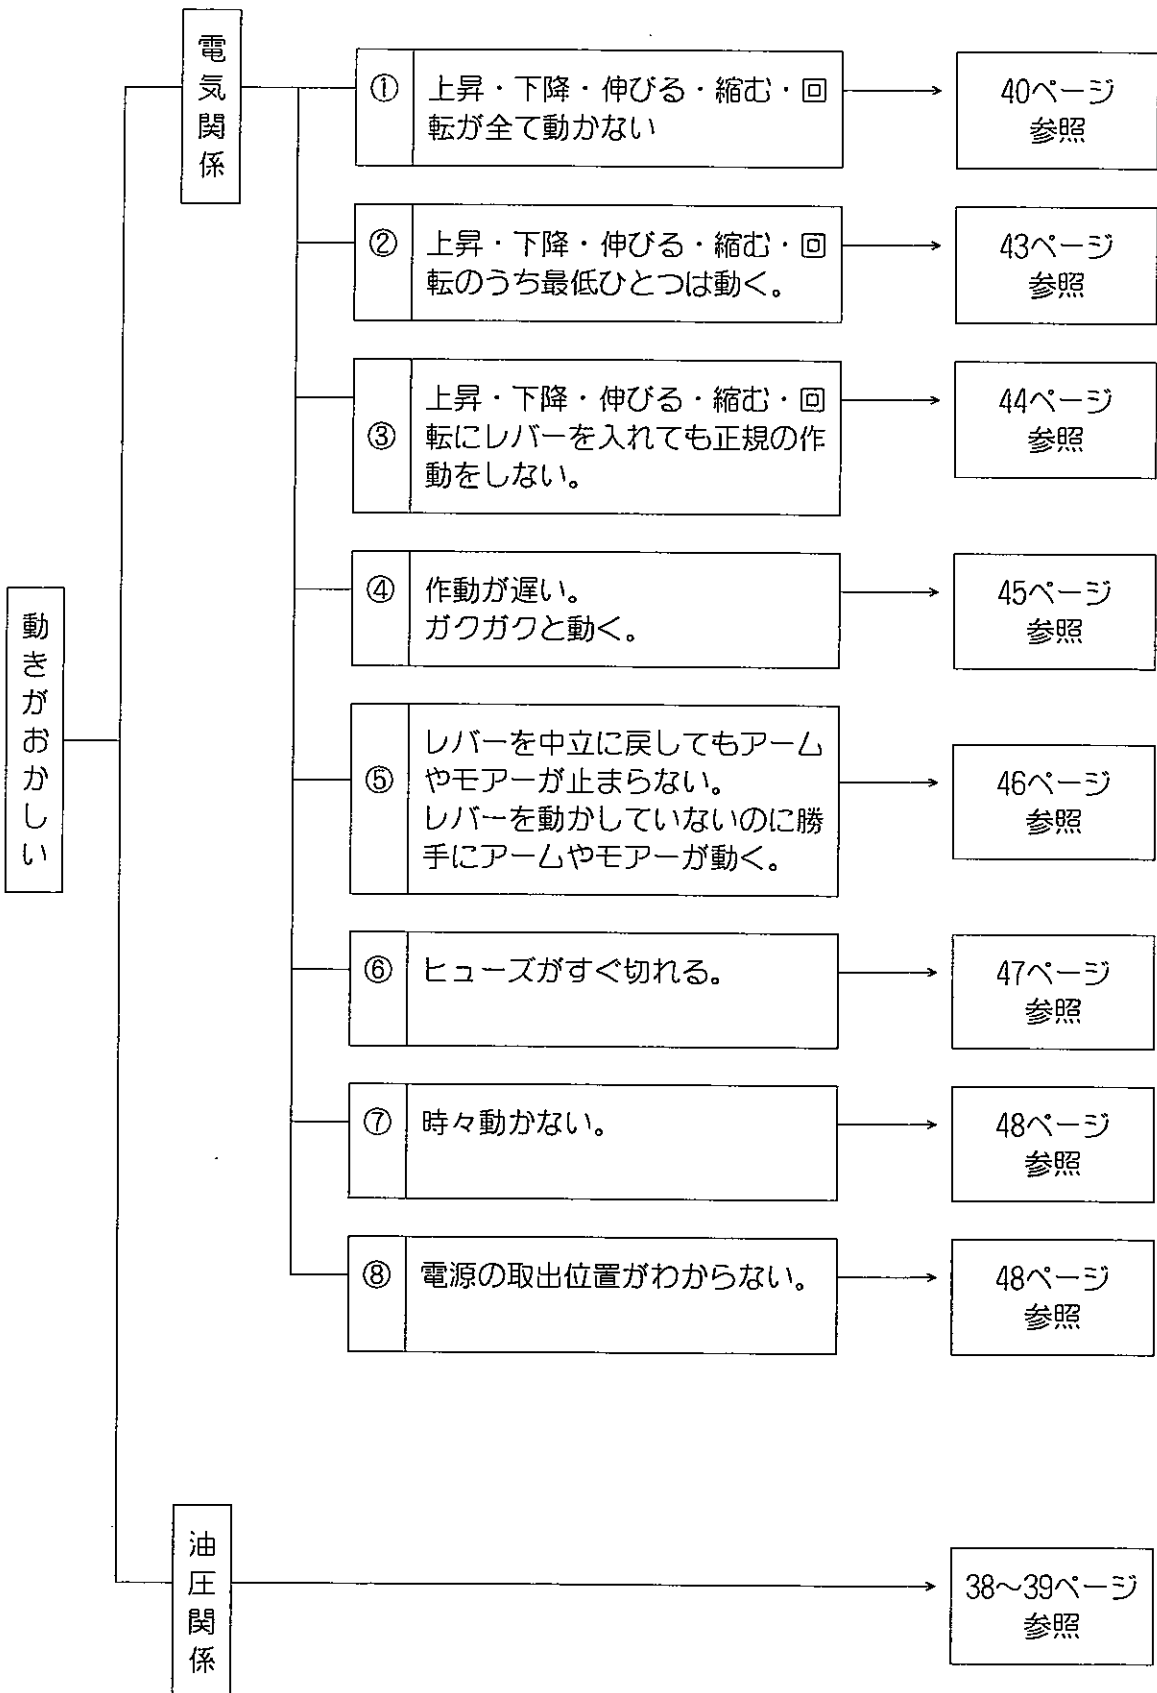 動きがおかしい
電気関係
① 上昇・下降・伸びる・縮む・回
転が全て動かない
40ページ
参照
② 上昇・下降・伸びる・縮む・回
転のうち最低ひとつは動く。
43ページ
参照
③ 上昇・下降・伸びる・縮む・回
転にレバーを入れても正規の作
動をしない。
44ページ
参照
④ 作動が遅い。
ガクガクと動く。
45ページ
参照
⑤ レバーを中立に戻してもアーム
やモアーが止まらない。
レバーを動かしていないのに勝
手にアームやモアーが動く。
46ページ
参照
⑥ ヒューズがすぐ切れる。
47ページ
参照
⑦ 時々動かない。
48ページ
参照
⑧ 電源の取出位置がわからない。
48ページ
参照
油圧関係
38～39ページ
参照